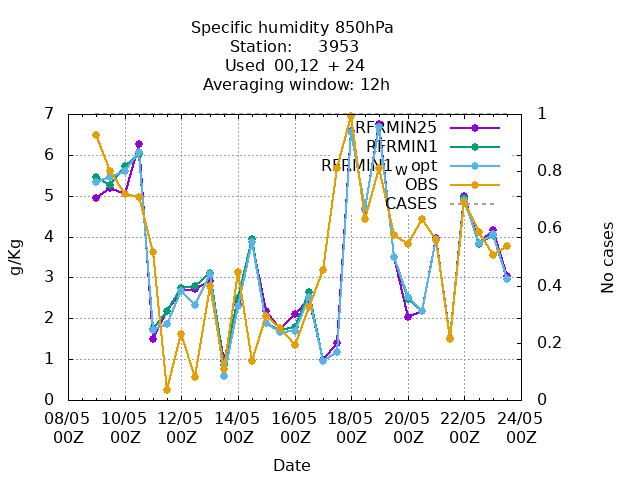 Specific humidity 850hPa
Station: 3953
Used 00,12 + 24
Averaging window: 12h
RFRMIN25
RFRMIN1
RFRMIN1w opt
OBS
CASES
7
6
5
4
3
2
1
0
1
0.8
0.6
0.4
0.2
0
g/Kg
No cases
08/05 10/05 12/05 14/05 16/05 18/05 20/05 22/05 24/05
00Z 00Z 00Z 00Z 00Z 00Z 00Z 00Z 00Z
Date